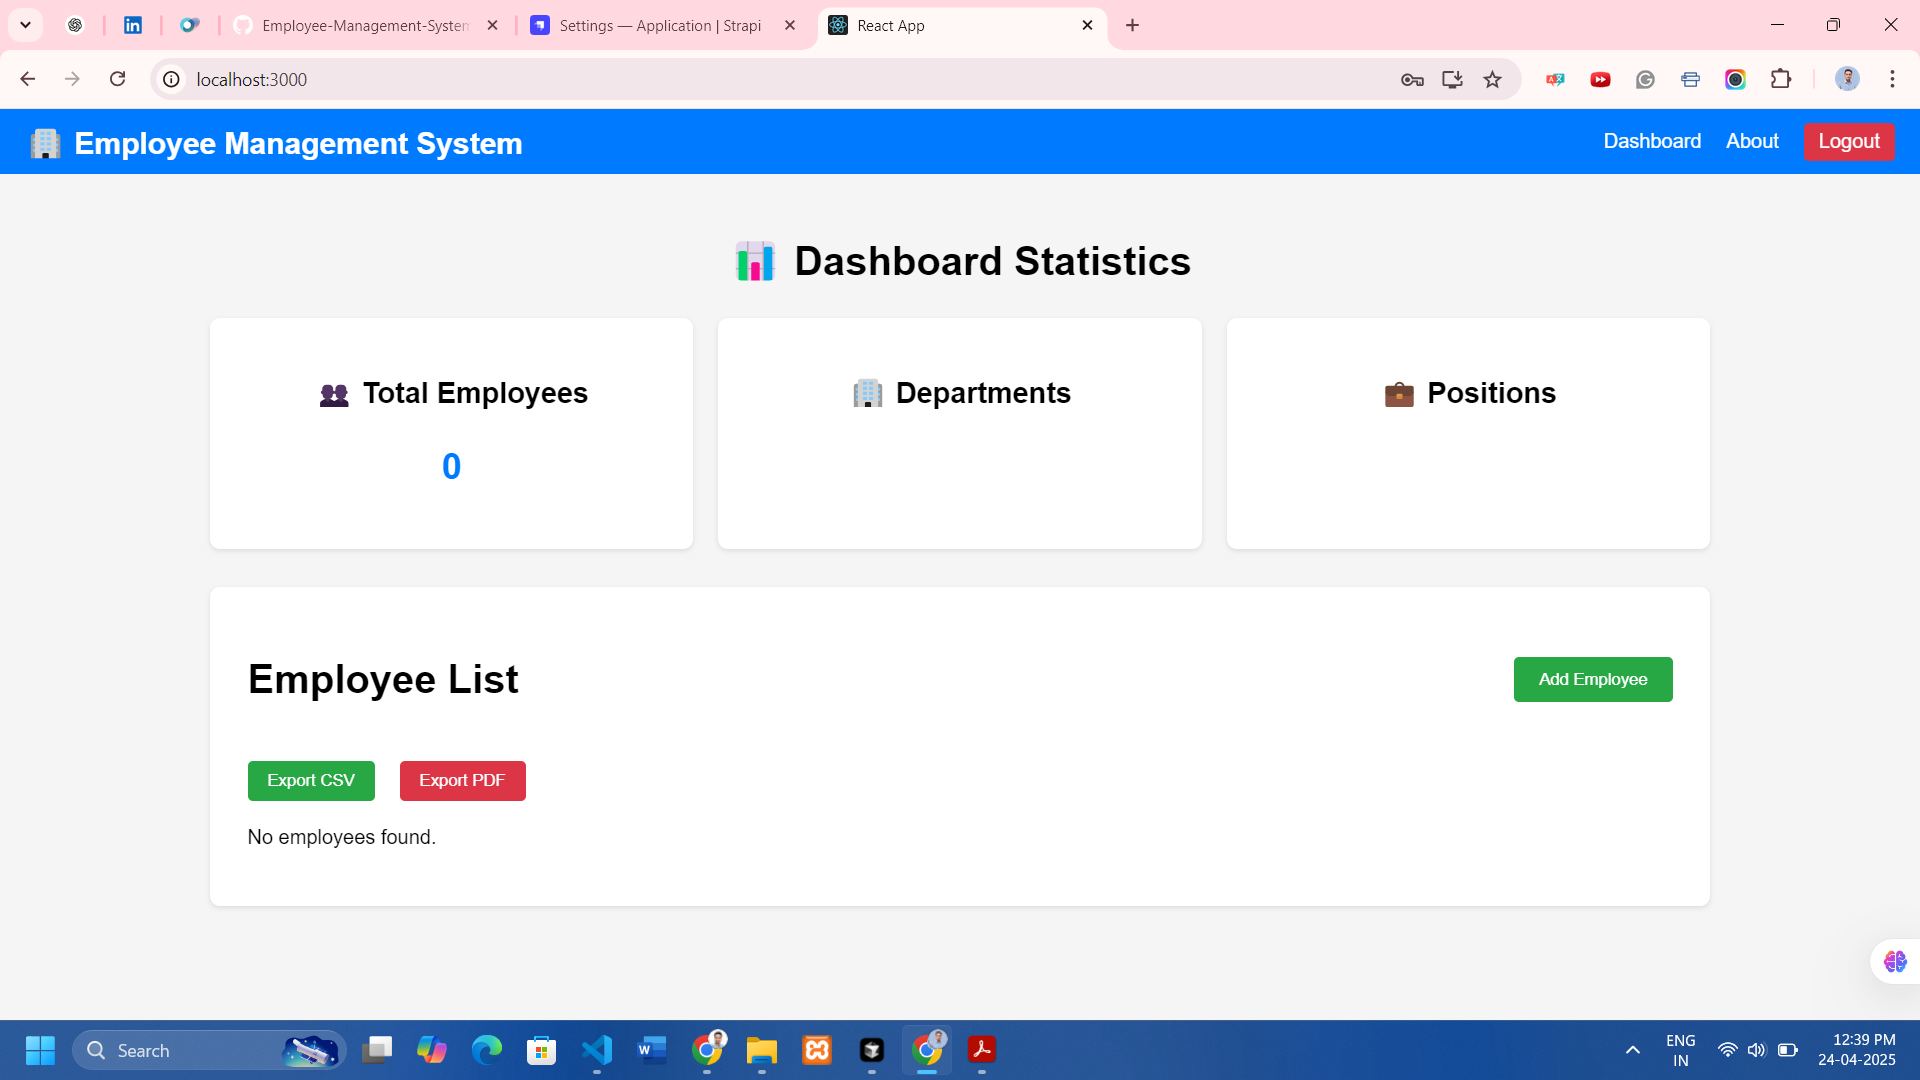 Employee-Management-System
Settings — Application | Strapi
React App
localhost:3000
Employee Management System
Dashboard
About
Logout
Dashboard Statistics
Total Employees
0
Departments
Positions
Employee List
Add Employee
Export CSV
Export PDF
No employees found.
Search
ENG
IN
12:39 PM
24-04-2025